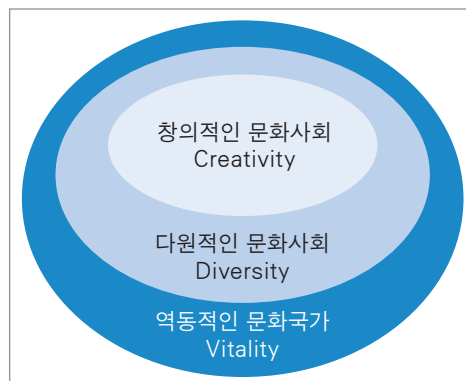 창의적인 문화사회
Creativity
다원적인 문화사회
Diversity
역동적인 문화국가
Vitality